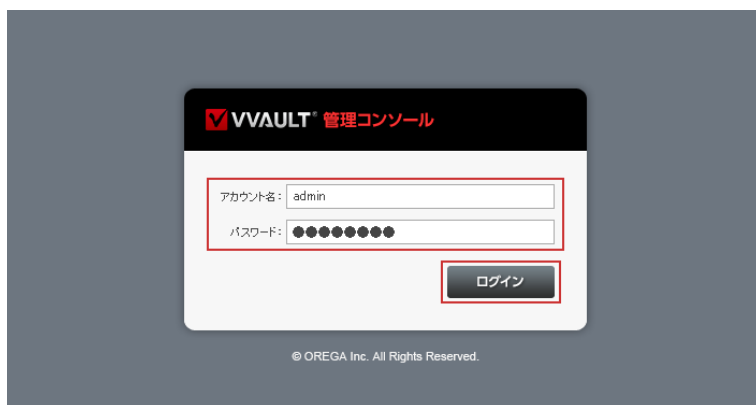 VVAULT® 管理コンソール
アカウント名: admin
パスワード: ●●●●●●●●
ログイン
© OREGA Inc. All Rights Reserved.